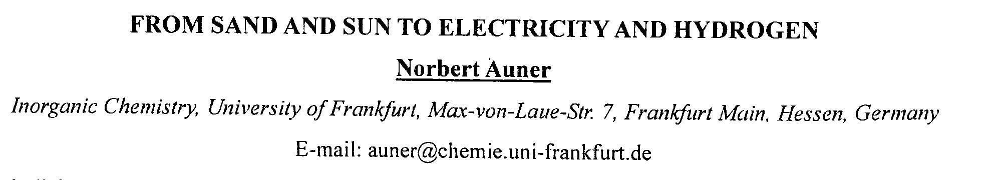 FROM SAND AND SUN TO ELECTRICITY AND HYDROGEN
Norbert Auner
Inorganic Chemistry, University of Frankfurt, Max-von-Laue-Str. 7, Frankfurt Main, Hessen, Germany
E-mail: auner@chemie.uni-frankfurt.de